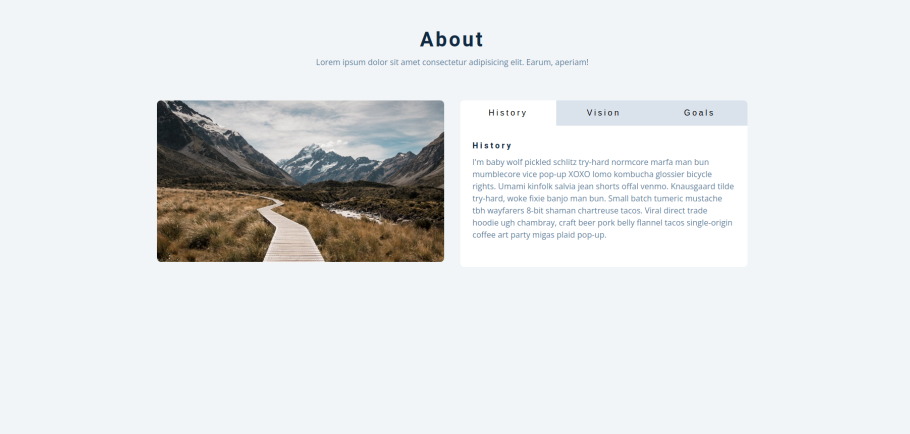 About
Lorem ipsum dolor sit amet consectetur adipisicing elit. Earum, aperiam!
History
Vision
Goals
History
I'm baby wolf pickled schlitz try-hard normcore marfa man bun
mumblecore vice pop-up XOXO lomo kombucha glossier bicycle
rights. Umami kinfolk salvia jean shorts offal venmo. Knausgaard tilde
try-hard, woke fixie banjo man bun. Small batch tumeric mustache
tbh wayfarers 8-bit shaman chartreuse tacos. Viral direct trade
hoodie ugh chambray, craft beer pork belly flannel tacos single-origin
coffee art party migas plaid pop-up.